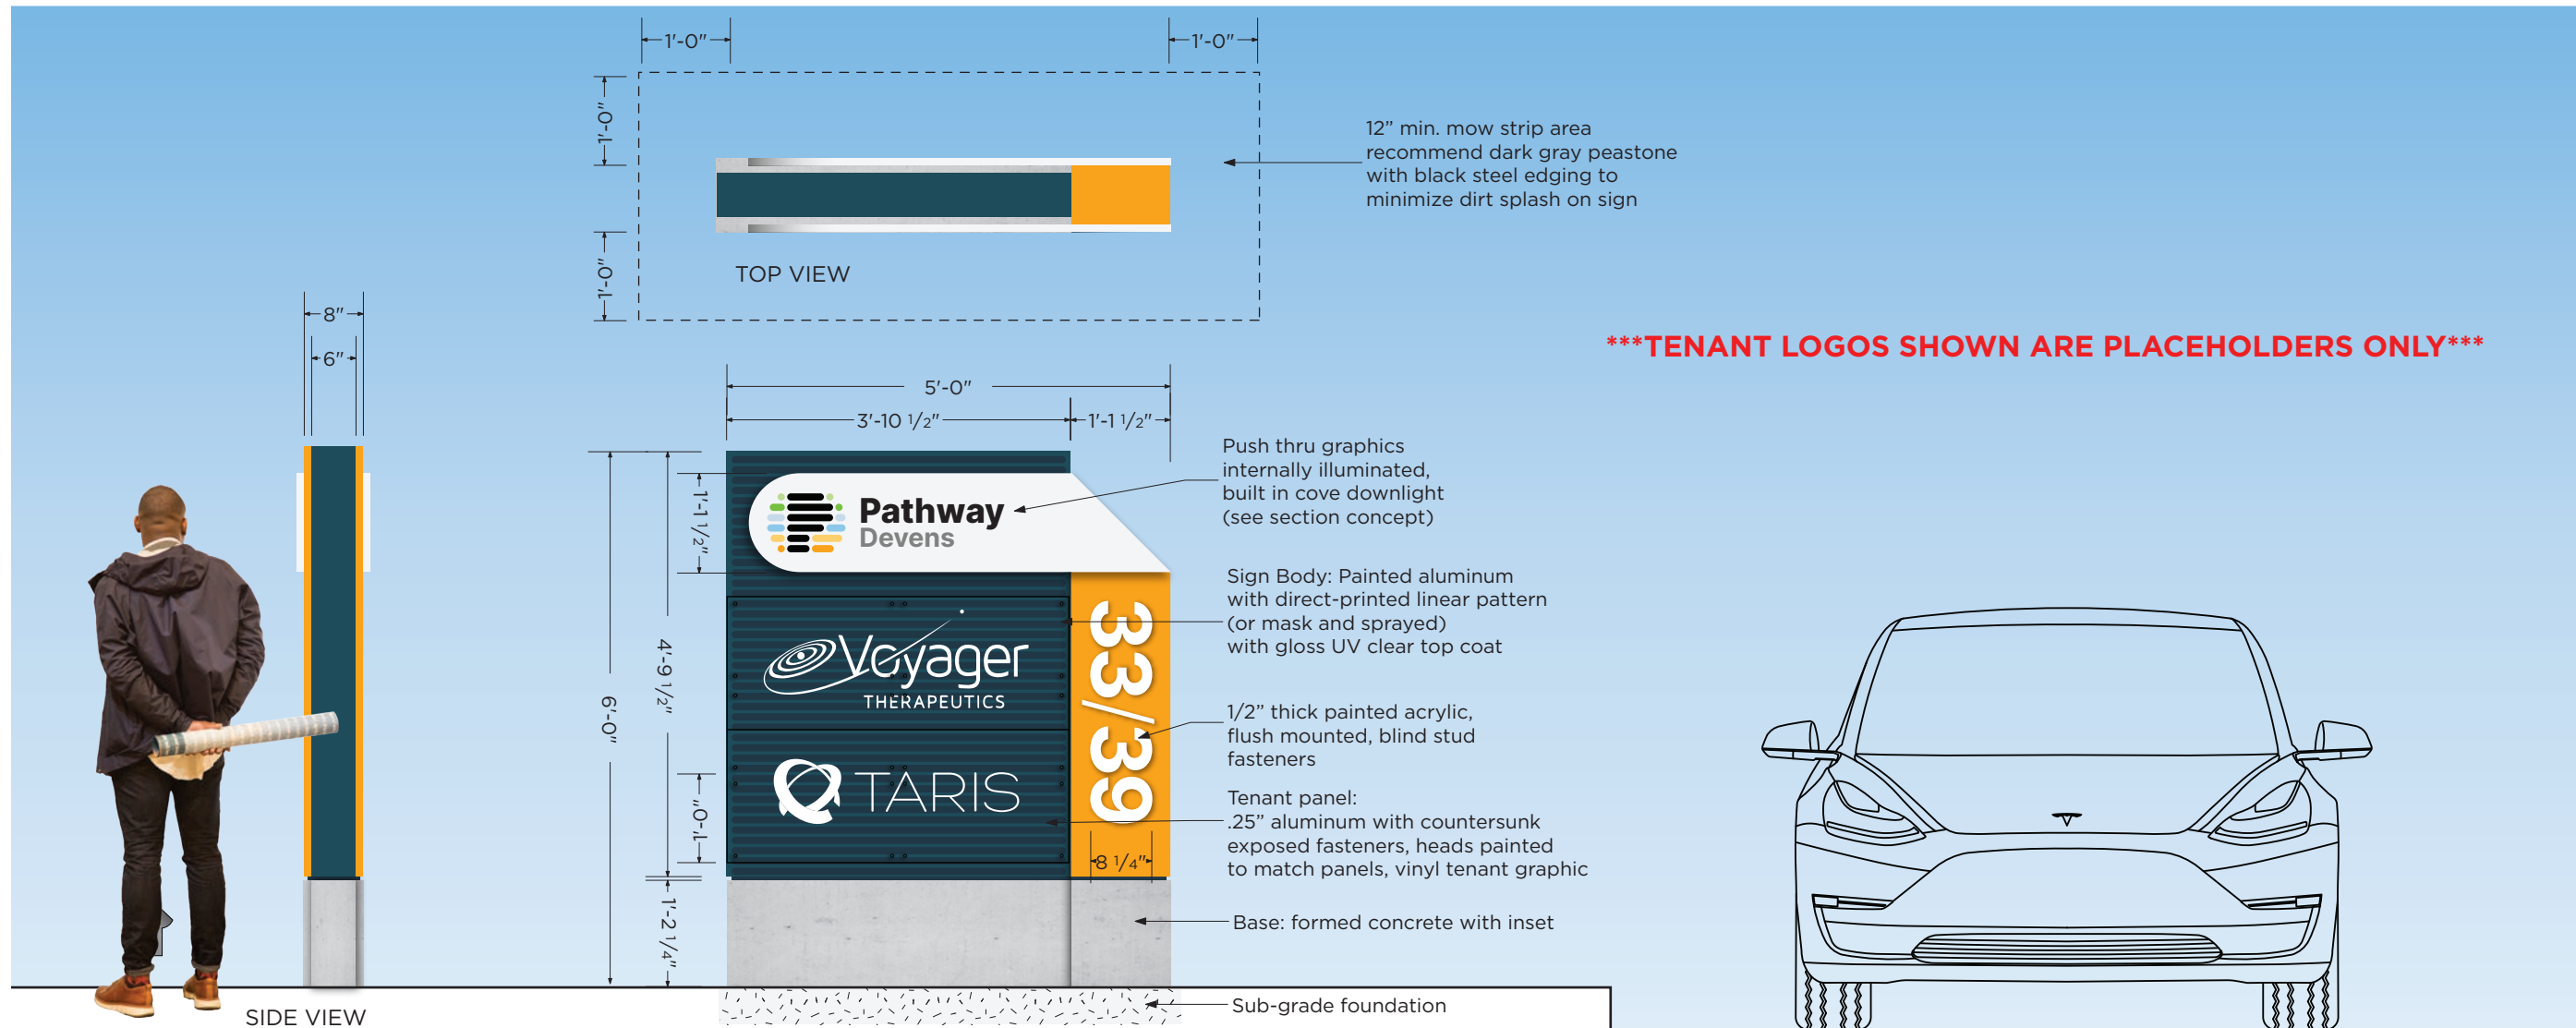 1'-0"
1'-0"
1'-0"
1'-0"
TOP VIEW
12” min. mow strip area
recommend dark gray peastone
with black steel edging to
minimize dirt splash on sign
***TENANT LOGOS SHOWN ARE PLACEHOLDERS ONLY***
8"
6"
SIDE VIEW
5'-0"
3'-10 1/2"
1'-1 1/2"
6'-0"
4'-9 1/2"
1'-1 1/2"
1'-0"
1'-2 1/4"
Pathway
Devens
Voyager
THERAPEUTICS
TARIS
33/39
8 1/4"
Push thru graphics
internally illuminated,
built in cove downlight
(see section concept)
Sign Body: Painted aluminum
with direct-printed linear pattern
(or mask and sprayed)
with gloss UV clear top coat
1/2” thick painted acrylic,
flush mounted, blind stud
fasteners
Tenant panel:
.25” aluminum with countersunk
exposed fasteners, heads painted
to match panels, vinyl tenant graphic
Base: formed concrete with inset
Sub-grade foundation